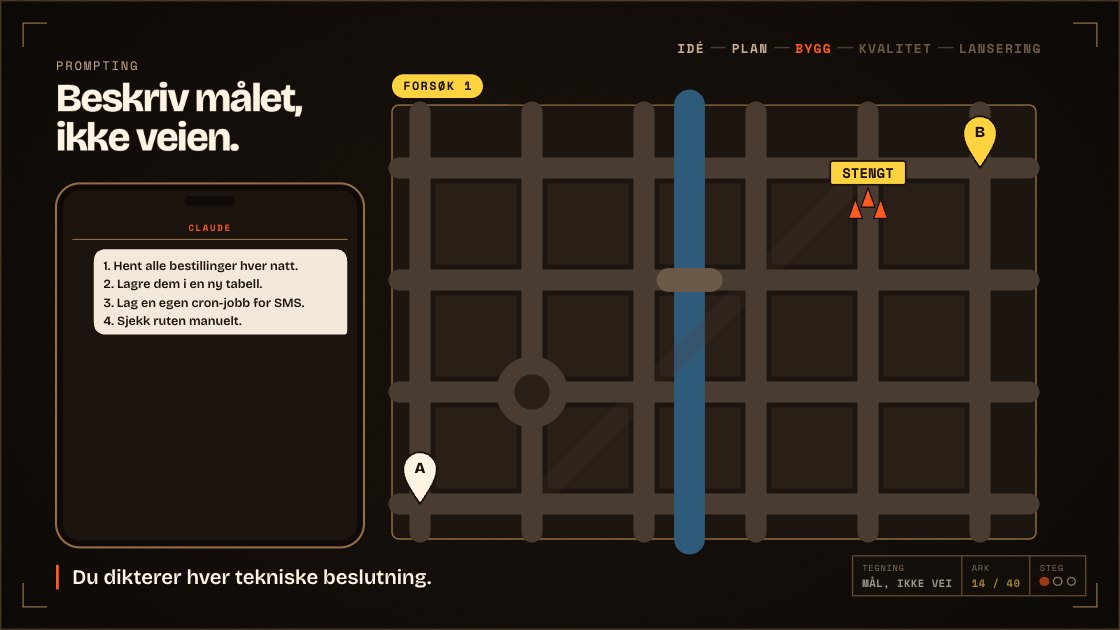 IDÉ — PLAN — BYGG — KVALITET — LANSERING
PROMPTING
Beskriv målet,
ikke veien.
FORSØK 1
CLAUDE
1. Hent alle bestillinger hver natt.
2. Lagre dem i en ny tabell.
3. Lag en egen cron-jobb for SMS.
4. Sjekk ruten manuelt.
B
STENGT
A
Du dikterer hver tekniske beslutning.
TEGNING
MÅL, IKKE VEI
ARK
14 / 40
STEG